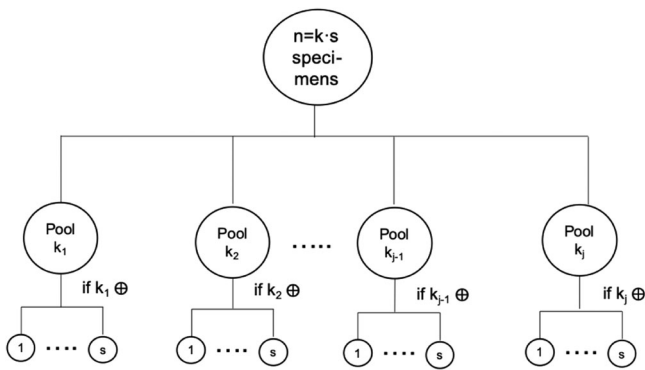 n=k·s
speci-
mens
Pool
k₁
Pool
k₂
.....
Pool
kⱼ₋₁
Pool
kⱼ
if k₁ ⊕
if k₂ ⊕
if kⱼ₋₁ ⊕
if kⱼ ⊕
1 .... s
1 .... s
1 .... s
1 .... s